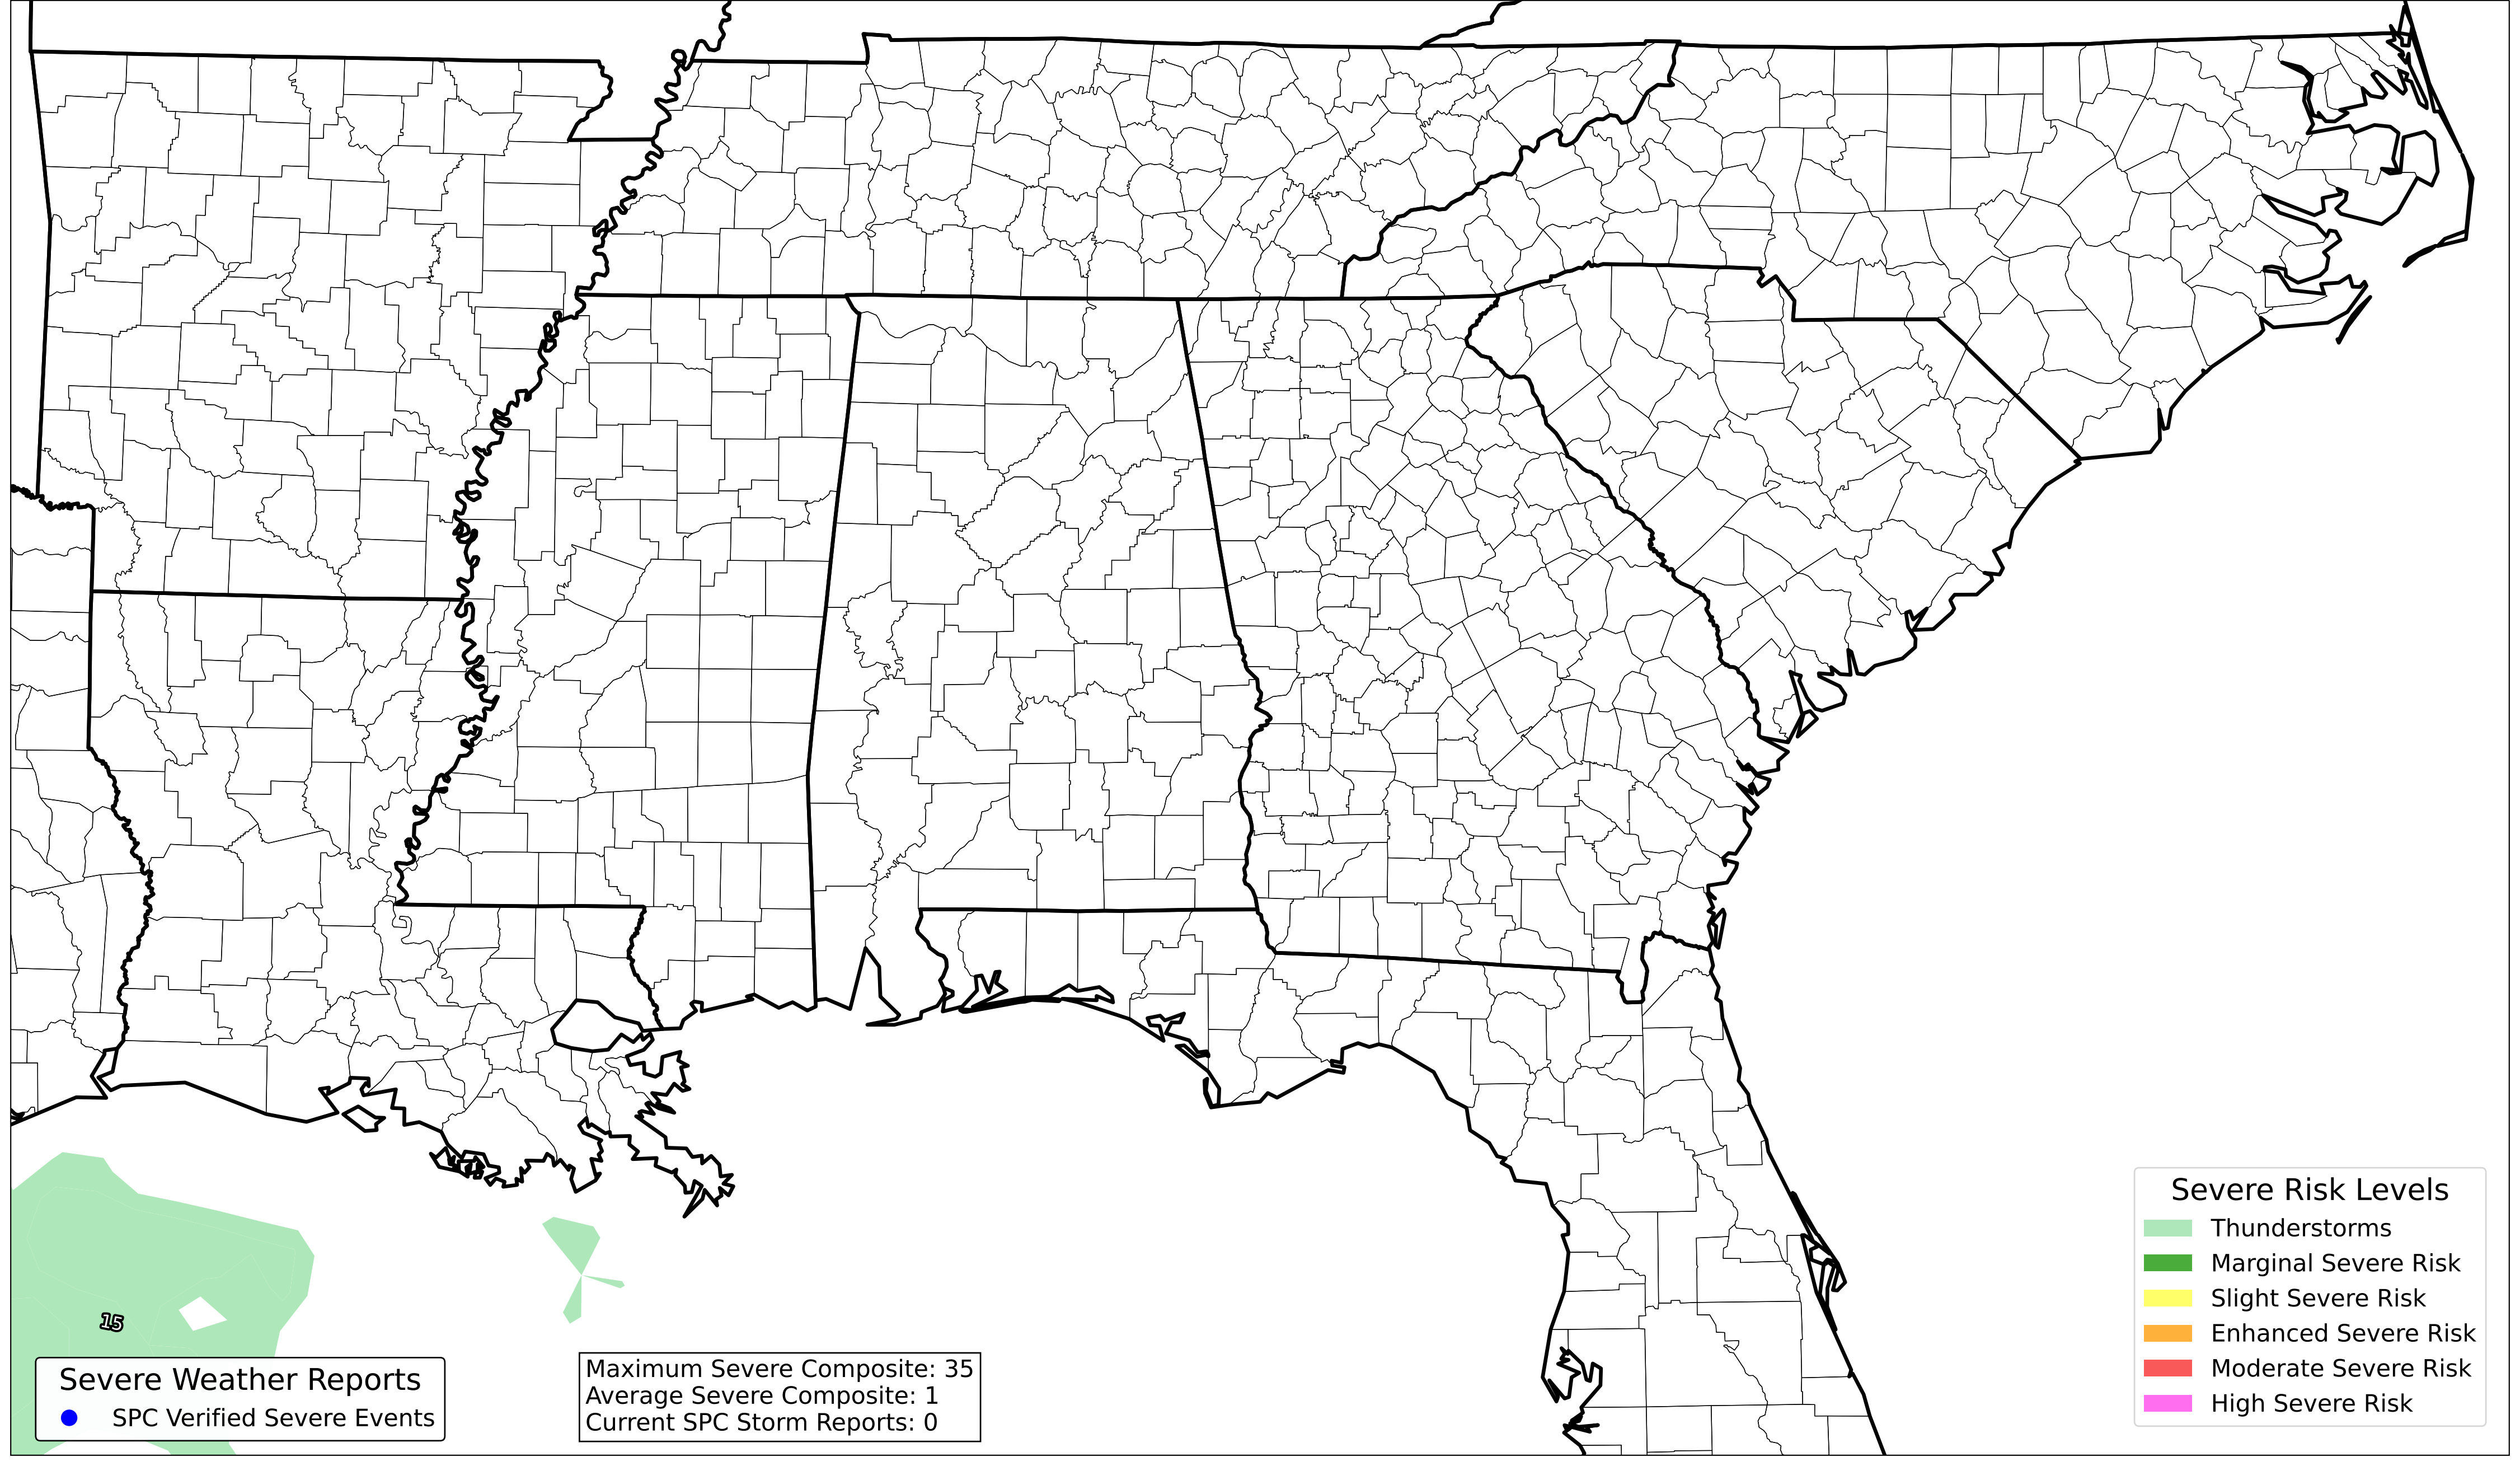 15
Severe Weather Reports
SPC Verified Severe Events
Maximum Severe Composite: 35
Average Severe Composite: 1
Current SPC Storm Reports: 0
Severe Risk Levels
Thunderstorms
Marginal Severe Risk
Slight Severe Risk
Enhanced Severe Risk
Moderate Severe Risk
High Severe Risk